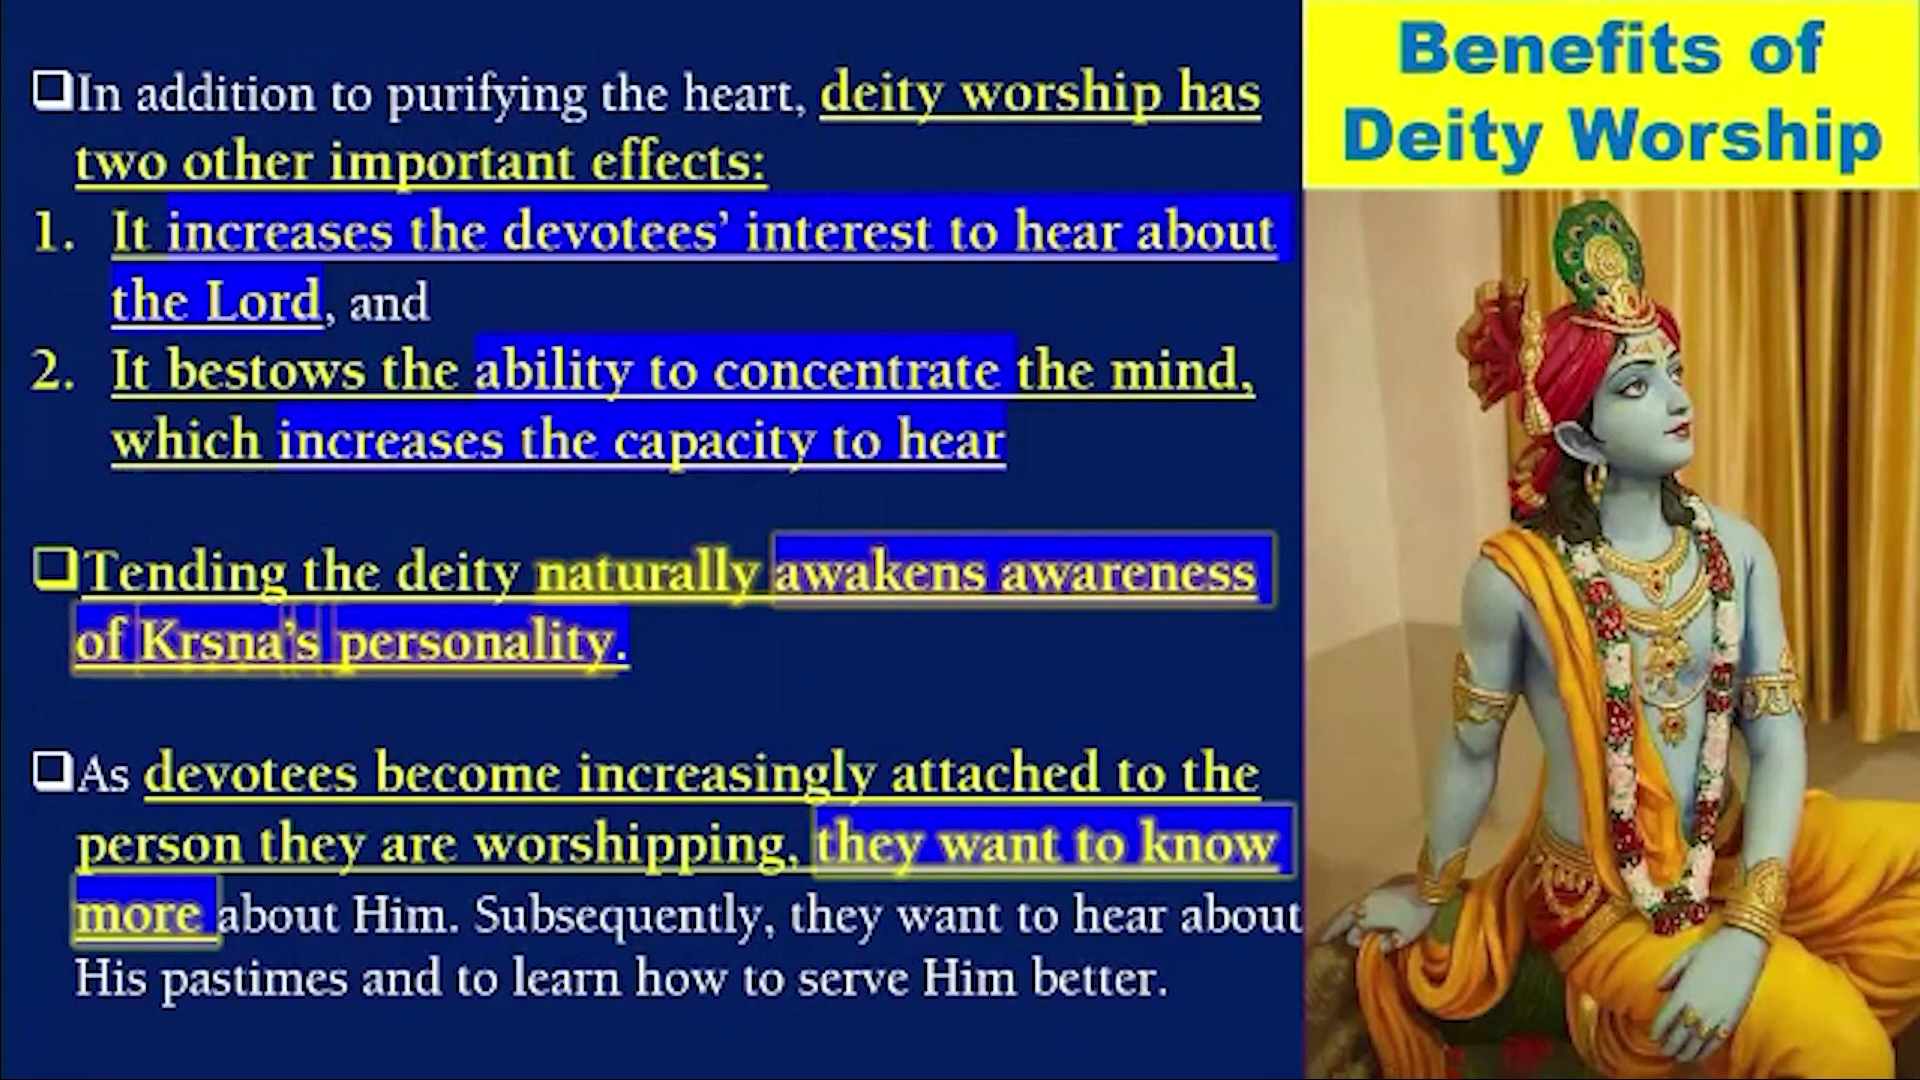 Benefits of
Deity Worship
In addition to purifying the heart, deity worship has
two other important effects:
1. It increases the devotees’ interest to hear about
the Lord, and
2. It bestows the ability to concentrate the mind,
which increases the capacity to hear
Tending the deity naturally awakens awareness
of Krsna’s personality.
As devotees become increasingly attached to the
person they are worshipping, they want to know
more about Him. Subsequently, they want to hear about
His pastimes and to learn how to serve Him better.